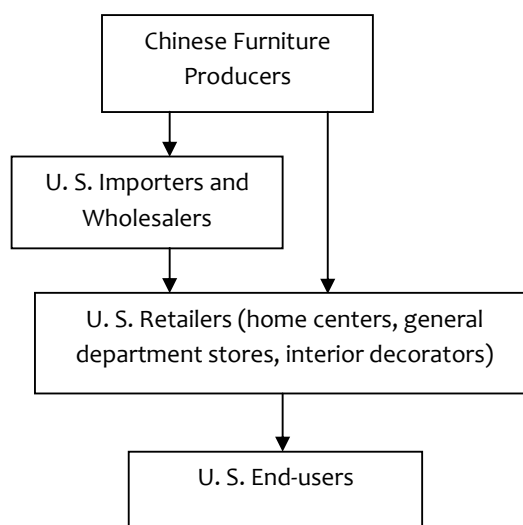 Chinese Furniture
Producers
U. S. Importers and
Wholesalers
U. S. Retailers (home centers, general
department stores, interior decorators)
U. S. End-users